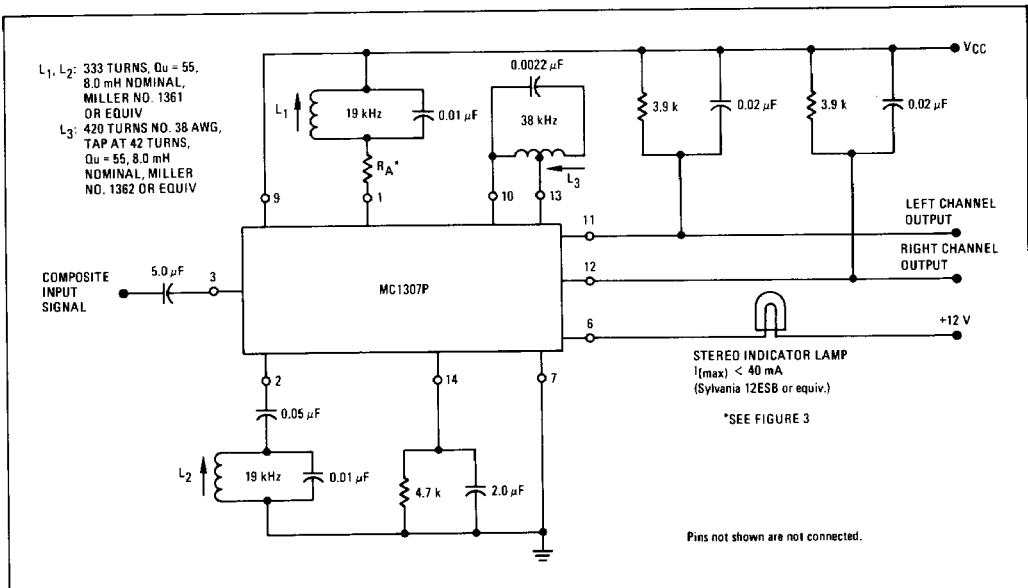 L1, L2: 333 TURNS, Qu = 55,
8.0 mH NOMINAL,
MILLER NO. 1361
OR EQUIV
L3: 420 TURNS NO. 38 AWG,
TAP AT 42 TURNS,
Qu = 55, 8.0 mH
NOMINAL, MILLER
NO. 1362 OR EQUIV
VCC
L1
19 kHz
0.01 μF
RA*
0.0022 μF
38 kHz
L3
3.9 k
0.02 μF
3.9 k
0.02 μF
9
1
10
13
11
LEFT CHANNEL
OUTPUT
12
RIGHT CHANNEL
OUTPUT
COMPOSITE
INPUT
SIGNAL
5.0 μF
3
MC1307P
6
+12 V
STEREO INDICATOR LAMP
I(max) < 40 mA
(Sylvania 12ESB or equiv.)
*SEE FIGURE 3
2
14
7
0.05 μF
L2
19 kHz
0.01 μF
4.7 k
2.0 μF
Pins not shown are not connected.